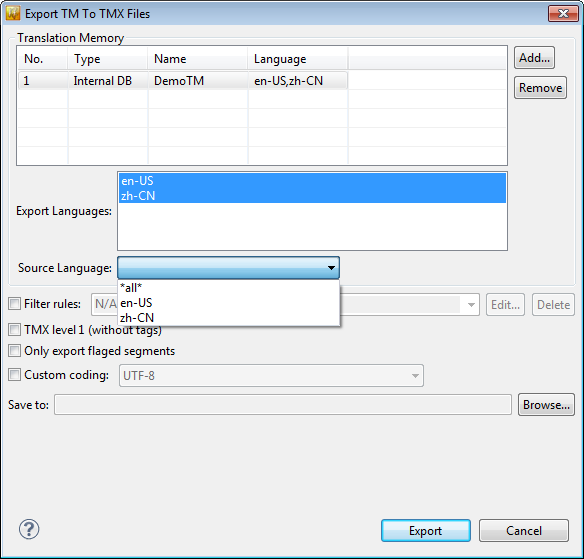 Export TM To TMX Files
Translation Memory
No. Type Name Language
1 Internal DB DemoTM en-US,zh-CN
Add...
Remove
Export Languages:
en-US
zh-CN
Source Language:
*all*
en-US
zh-CN
Filter rules: N/A Edit... Delete
TMX level 1 (without tags)
Only export flaged segments
Custom coding: UTF-8
Save to: Browse...
? Export Cancel